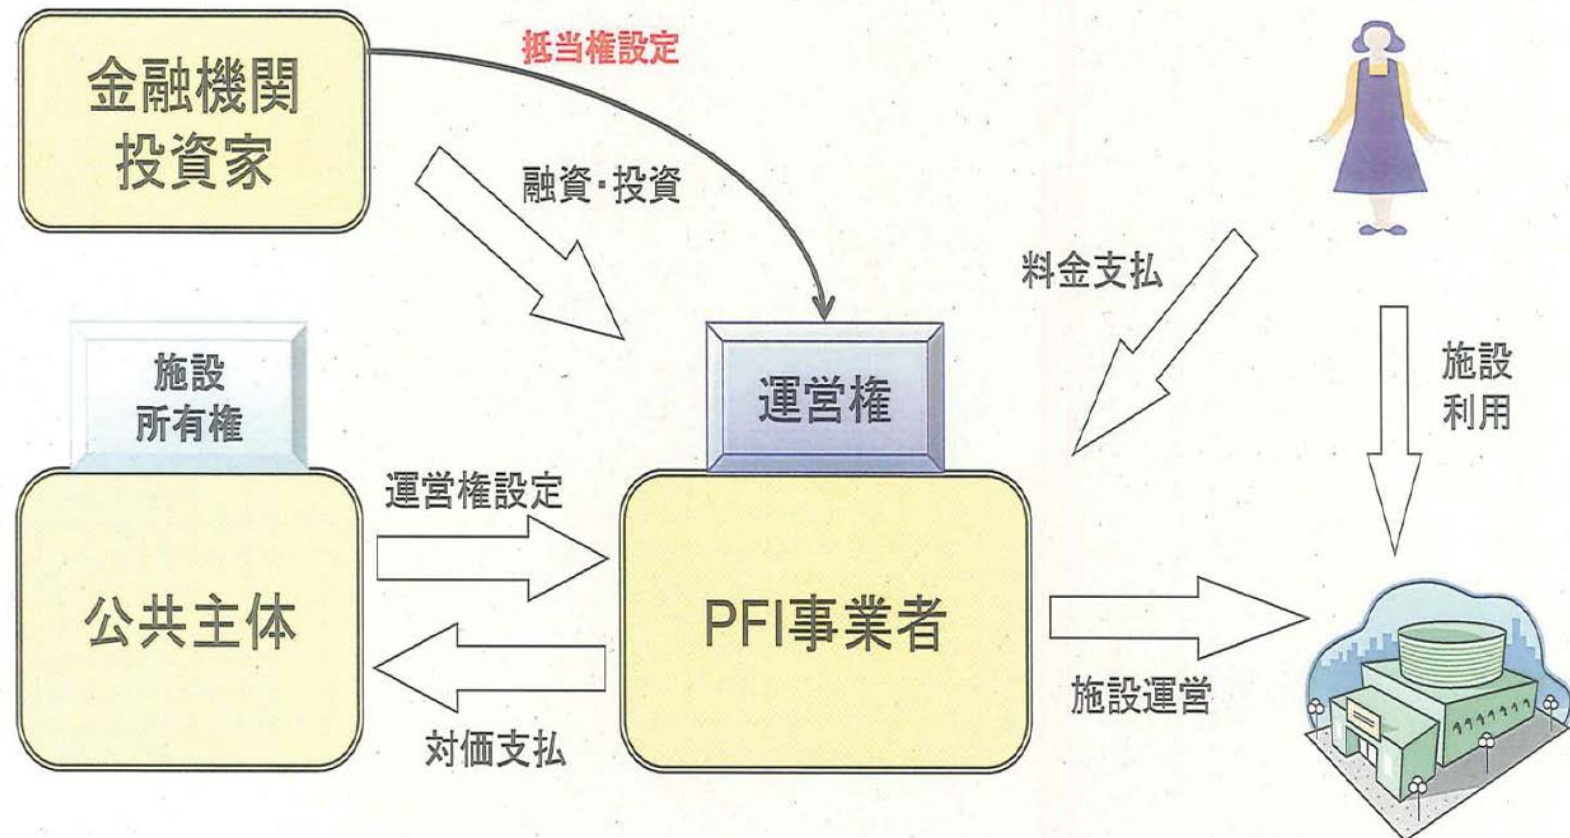 金融機関
投資家
抵当権設定
融資・投資
料金支払
施設
利用
施設
所有権
運営権
運営権設定
公共主体
PFI事業者
対価支払
施設運営